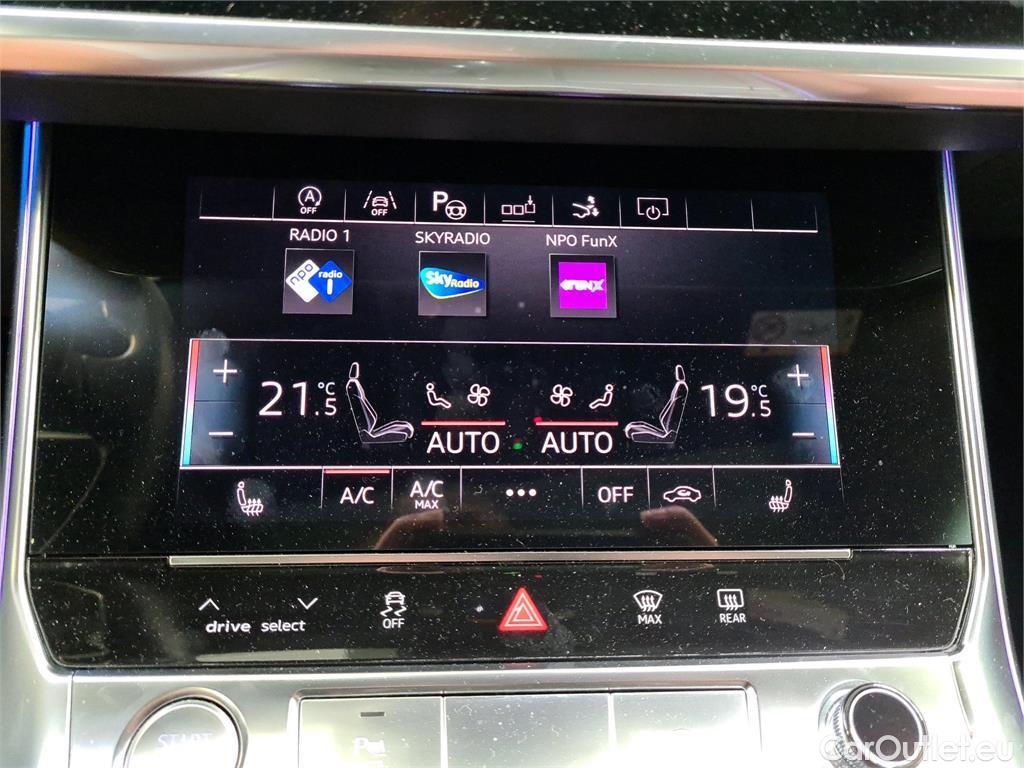 A OFF
OFF
P
RADIO 1
SKYRADIO
NPO FunX
npo radio 1
Sky Radio
FUNX
+
+
21.5 °C
19.5 °C
−
−
AUTO
AUTO
A/C
A/C MAX
•••
OFF
drive select
OFF
MAX
REAR
START
CarOutlet.eu